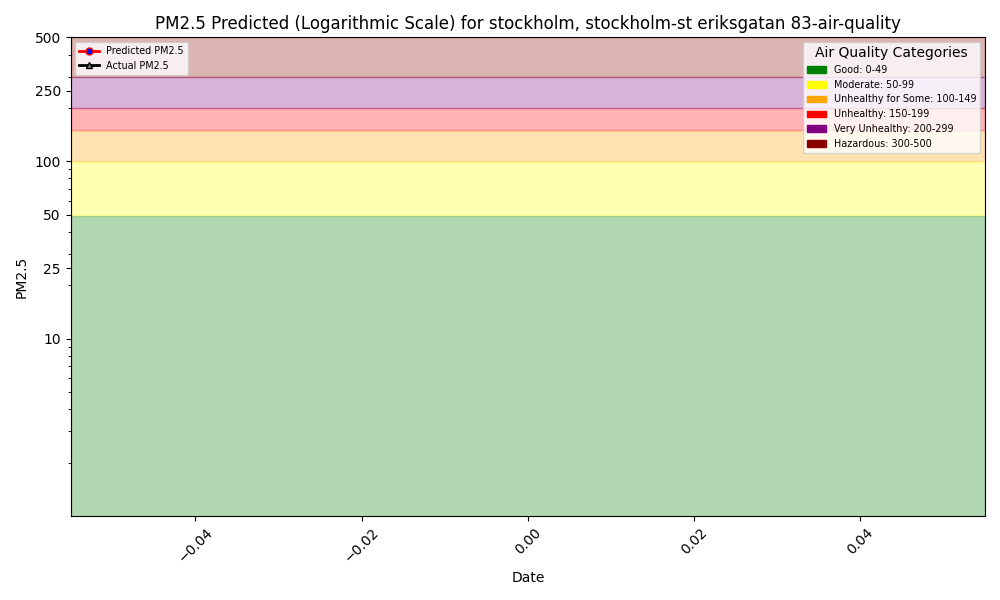 PM2.5 Predicted (Logarithmic Scale) for stockholm, stockholm-st eriksgatan 83-air-quality
Predicted PM2.5
Actual PM2.5
Air Quality Categories
Good: 0-49
Moderate: 50-99
Unhealthy for Some: 100-149
Unhealthy: 150-199
Very Unhealthy: 200-299
Hazardous: 300-500
500
250
100
50
25
10
PM2.5
−0.04
−0.02
0.00
0.02
0.04
Date